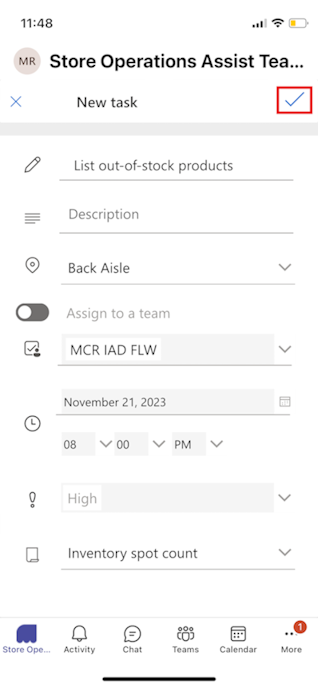 11:48
MR Store Operations Assist Tea...
New task
List out-of-stock products
Description
Back Aisle
Assign to a team
MCR IAD FLW
November 21, 2023
08 00 PM
High
Inventory spot count
1
Store Ope... Activity Chat Teams Calendar More